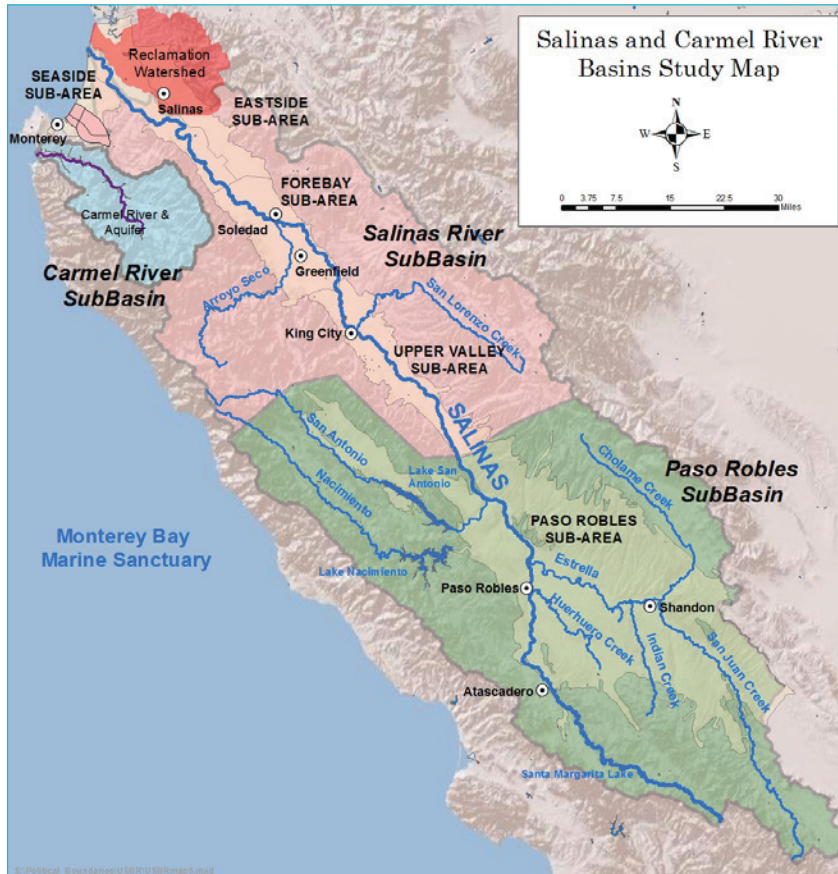 Salinas and Carmel River
Basins Study Map
N
W
E
S
0 3.75 7.5 15 22.5 30
Miles
Reclamation
Watershed
SEASIDE
SUB-AREA
Salinas
EASTSIDE
SUB-AREA
Monterey
FOREBAY
SUB-AREA
Carmel River &
Aquifer
Soledad
Salinas River
SubBasin
Carmel River
SubBasin
Greenfield
Arroyo Seco
San Lorenzo Creek
King City
UPPER VALLEY
SUB-AREA
SALINAS
San Antonio
Lake San
Antonio
Cholame Creek
Paso Robles
SubBasin
Nacimiento
Monterey Bay
Marine Sanctuary
PASO ROBLES
SUB-AREA
Lake Nacimiento
Estrella
Paso Robles
Shandon
Huerhuero Creek
Indian Creek
San Juan Creek
Atascadero
Santa Margarita Lake